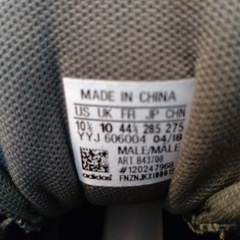 MADE IN CHINA
US UK FR JP CHN
10½ 10 44⅔ 285 275
YYJ 606004 04/18
MALE/MALE
ART B43700
#120247968
adidas